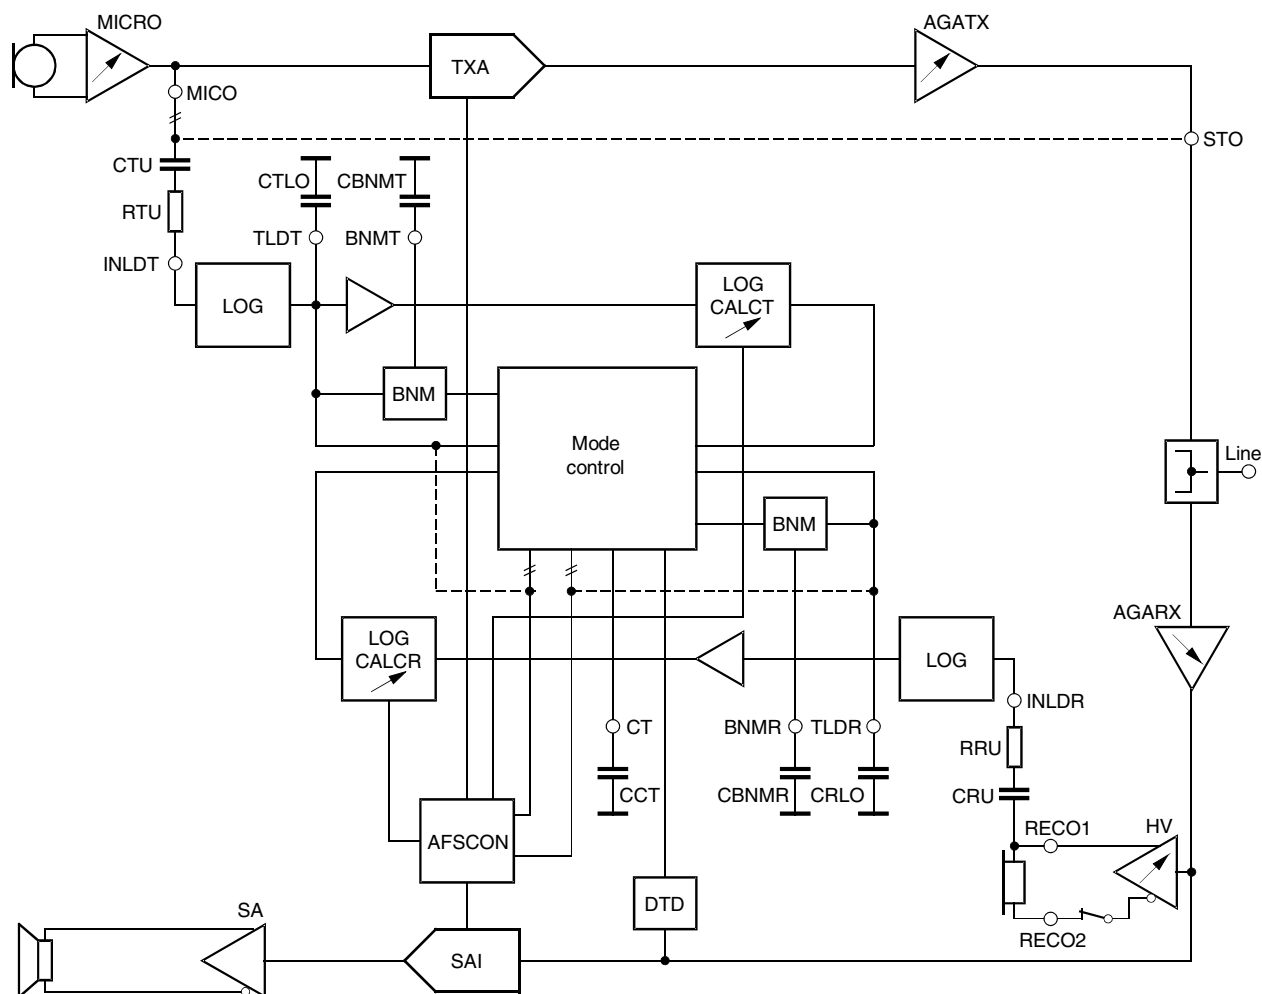 MICRO
AGATX
TXA
MICO
STO
CTU
CTLO
CBNMT
RTU
TLDT
BNMT
INLDT
LOG
LOG
CALCT
BNM
Mode
control
Line
BNM
AGARX
LOG
CALCR
LOG
INLDR
CT
BNMR
TLDR
RRU
CCT
CBNMR
CRLO
CRU
RECO1
HV
AFSCON
DTD
SA
RECO2
SAI